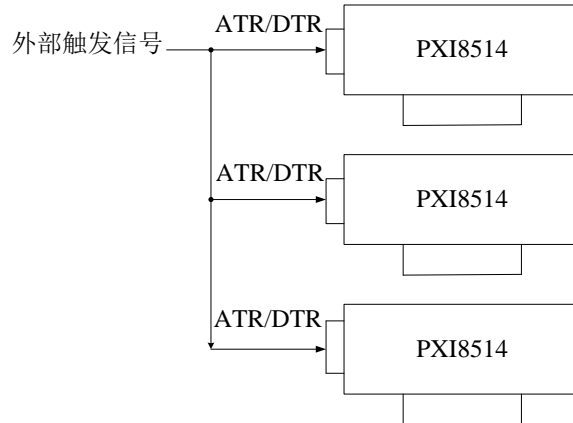 ATR/DTR
外部触发信号
PXI8514
ATR/DTR
PXI8514
ATR/DTR
PXI8514